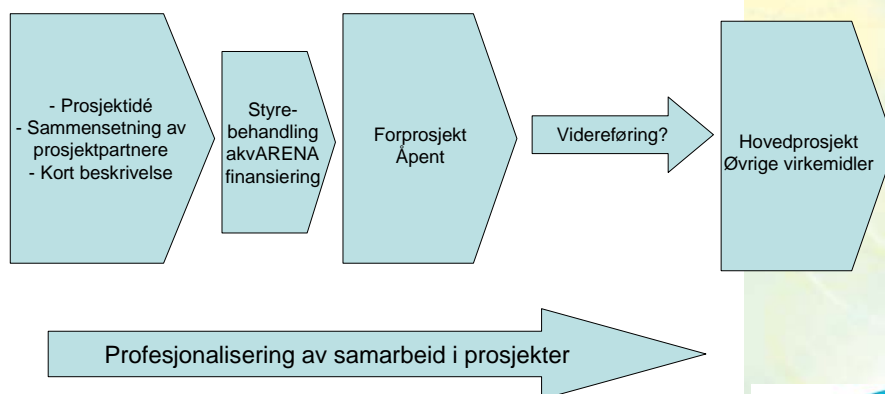 - Prosjektidé
- Sammensetning av
prosjektpartnere
- Kort beskrivelse
Styre-
behandling
akvARENA
finansiering
Forprosjekt
Åpent
Videreføring?
Hovedprosjekt
Øvrige virkemidler
Profesjonalisering av samarbeid i prosjekter